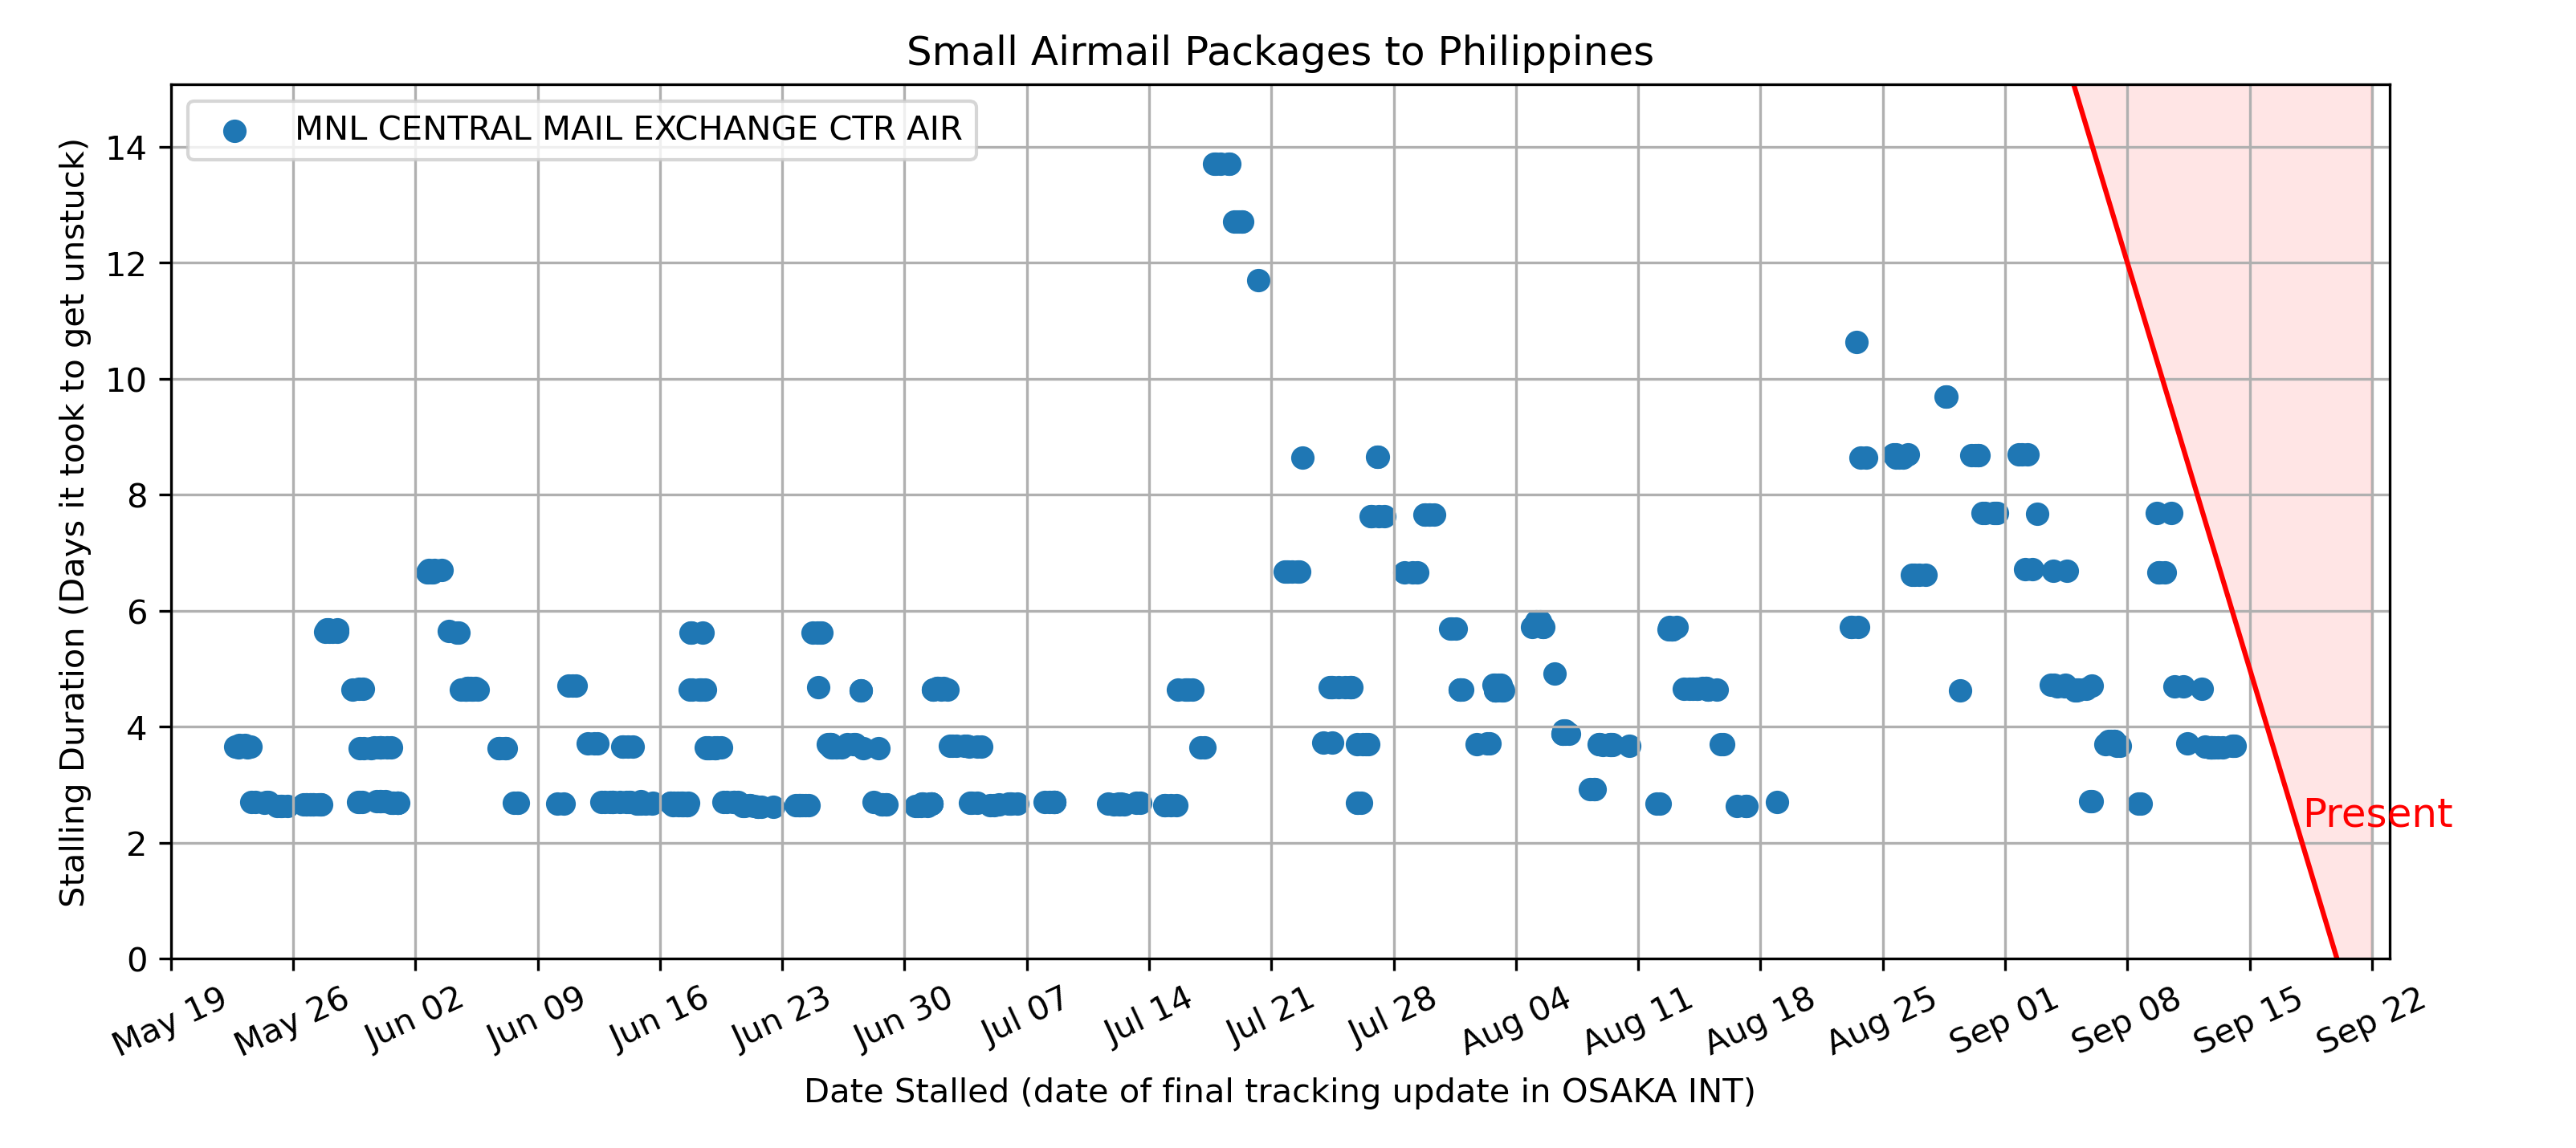 Small Airmail Packages to Philippines
MNL CENTRAL MAIL EXCHANGE CTR AIR
Stalling Duration (Days it took to get unstuck)
14
12
10
8
6
4
2
0
Present
May 19
May 26
Jun 02
Jun 09
Jun 16
Jun 23
Jun 30
Jul 07
Jul 14
Jul 21
Jul 28
Aug 04
Aug 11
Aug 18
Aug 25
Sep 01
Sep 08
Sep 15
Sep 22
Date Stalled (date of final tracking update in OSAKA INT)